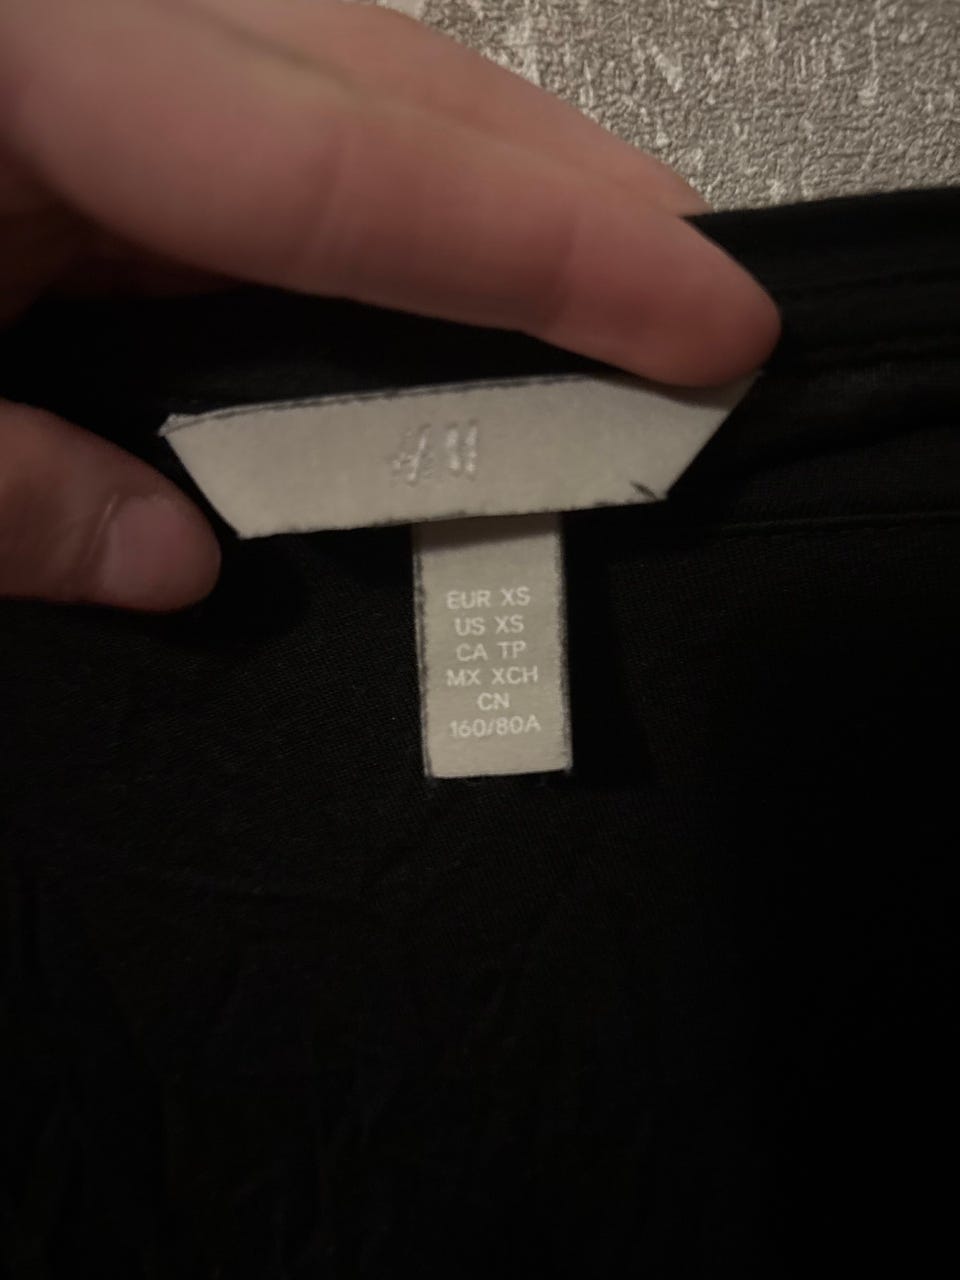 H&M
EUR XS
US XS
CA TP
MX XCH
CN
160/80A